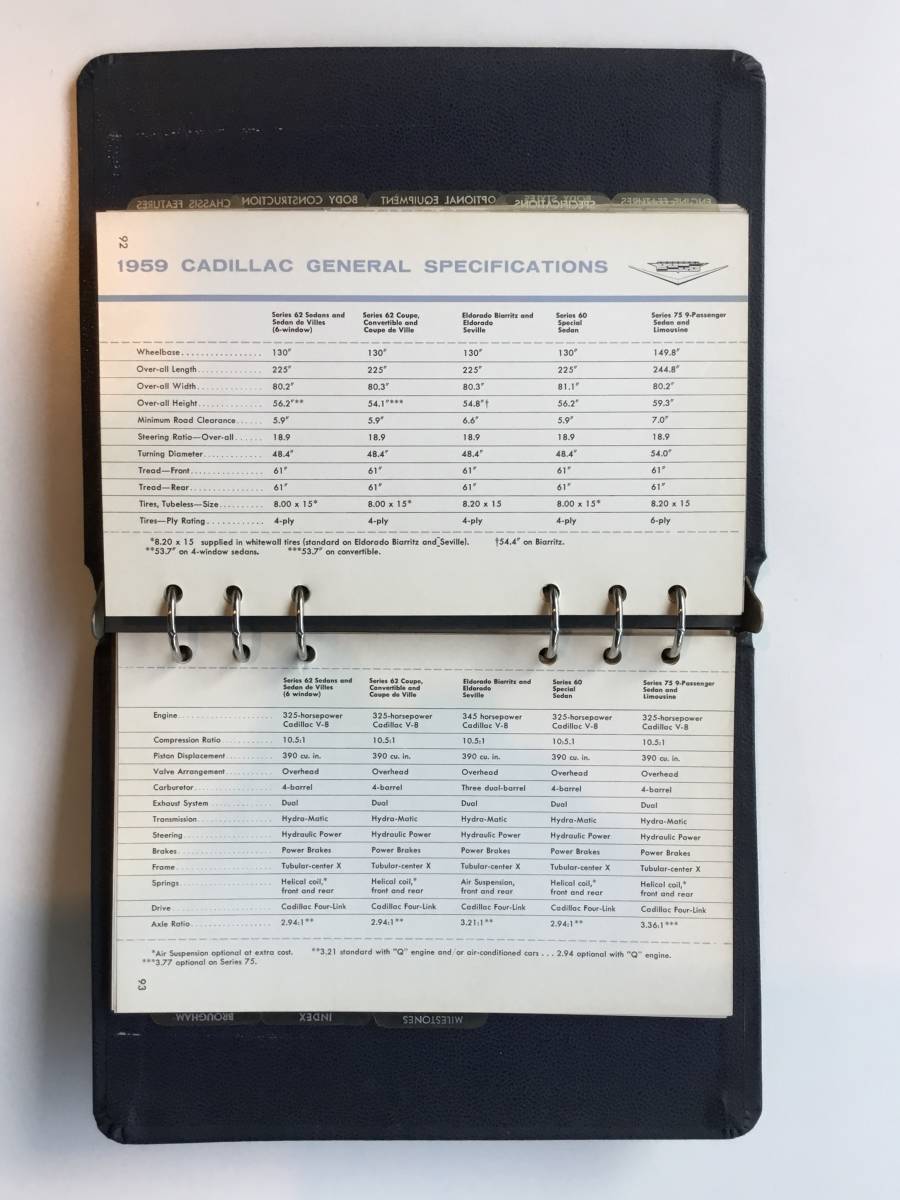 CHASSIS FEATURES BODY CONSTRUCTION OPTIONAL EQUIPMENT SPECIFICATIONS BODY STYLES ENGINE FEATURES
92
1959 CADILLAC GENERAL SPECIFICATIONS
Series 62 Sedans and Sedan de Villes (6-window) Series 62 Coupe, Convertible and Coupe de Ville Eldorado Biarritz and Eldorado Seville Series 60 Special Sedan Series 75 9-Passenger Sedan and Limousine
Wheelbase................ 130″ 130″ 130″ 130″ 149.8″
Over-all Length............ 225″ 225″ 225″ 225″ 244.8″
Over-all Width............ 80.2″ 80.3″ 80.3″ 81.1″ 80.2″
Over-all Height............ 56.2″** 54.1″*** 54.8″† 56.2″ 59.3″
Minimum Road Clearance..... 5.9″ 5.9″ 6.6″ 5.9″ 7.0″
Steering Ratio—Over-all...... 18.9 18.9 18.9 18.9 18.9
Turning Diameter........... 48.4″ 48.4″ 48.4″ 48.4″ 54.0″
Tread—Front.............. 61″ 61″ 61″ 61″ 61″
Tread—Rear.............. 61″ 61″ 61″ 61″ 61″
Tires, Tubeless—Size......... 8.00 x 15* 8.00 x 15* 8.20 x 15 8.00 x 15* 8.20 x 15
Tires—Ply Rating........... 4-ply 4-ply 4-ply 4-ply 6-ply
*8.20 x 15 supplied in whitewall tires (standard on Eldorado Biarritz and Seville). †54.4″ on Biarritz.
**53.7″ on 4-window sedans. ***53.7″ on convertible.
Series 62 Sedans and Sedan de Villes (6 window) Series 62 Coupe, Convertible and Coupe de Ville Eldorado Biarritz and Eldorado Seville Series 60 Special Sedan Series 75 9-Passenger Sedan and Limousine
Engine................... 325-horsepower Cadillac V-8 325-horsepower Cadillac V-8 345 horsepower Cadillac V-8 325-horsepower Cadillac V-8 325-horsepower Cadillac V-8
Compression Ratio.......... 10.5:1 10.5:1 10.5:1 10:5.1 10.5:1
Piston Displacement.......... 390 cu. in. 390 cu. in. 390 cu. in. 390 cu. in. 390 cu. in.
Valve Arrangement.......... Overhead Overhead Overhead Overhead Overhead
Carburetor................ 4-barrel 4-barrel Three dual-barrel 4-barrel 4-barrel
Exhaust System............. Dual Dual Dual Dual Dual
Transmission............... Hydra-Matic Hydra-Matic Hydra-Matic Hydra-Matic Hydra-Matic
Steering.................. Hydraulic Power Hydraulic Power Hydraulic Power Hydraulic Power Hydraulic Power
Brakes................... Power Brakes Power Brakes Power Brakes Power Brakes Power Brakes
Frame................... Tubular-center X Tubular-center X Tubular-center X Tubular-center X Tubular-center X
Springs.................. Helical coil,* front and rear Helical coil,* front and rear Air Suspension, front and rear Helical coil,* front and rear Helical coil,* front and rear
Drive.................... Cadillac Four-Link Cadillac Four-Link Cadillac Four-Link Cadillac Four-Link Cadillac Four-Link
Axle Ratio................ 2.94:1** 2.94:1** 3.21:1** 2.94:1** 3.36:1***
*Air Suspension optional at extra cost. **3.21 standard with "Q" engine and/or air-conditioned cars . . . 2.94 optional with "Q" engine.
***3.77 optional on Series 75.
93
BROUGHAM INDEX MILESTONES